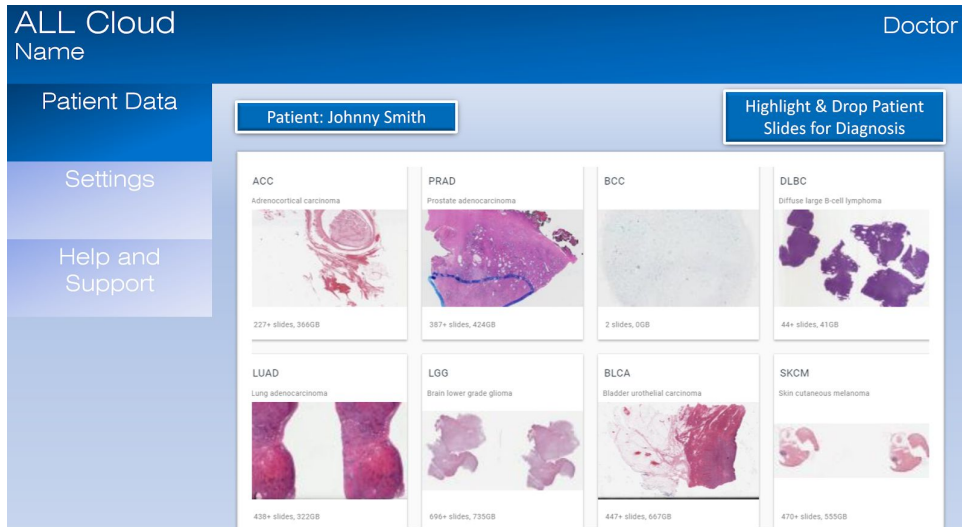 ALL Cloud
Name
Doctor
Patient Data
Settings
Help and
Support
Patient: Johnny Smith
Highlight & Drop Patient
Slides for Diagnosis
ACC
Adrenocortical carcinoma
227+ slides, 366GB
PRAD
Prostate adenocarcinoma
387+ slides, 424GB
BCC
2 slides, 0GB
DLBC
Diffuse large B-cell lymphoma
44+ slides, 41GB
LUAD
Lung adenocarcinoma
438+ slides, 322GB
LGG
Brain lower grade glioma
696+ slides, 735GB
BLCA
Bladder urothelial carcinoma
447+ slides, 667GB
SKCM
Skin cutaneous melanoma
470+ slides, 555GB